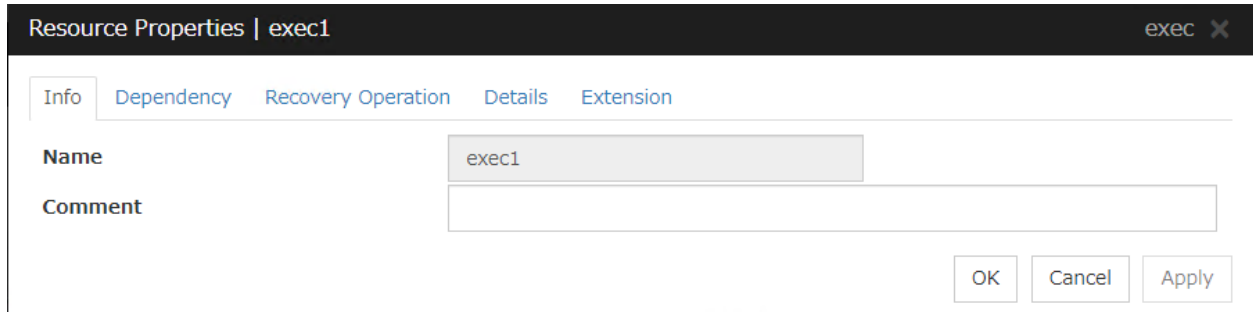 Resource Properties | exec1 exec ✕
Info Dependency Recovery Operation Details Extension
Name exec1
Comment
OK Cancel Apply